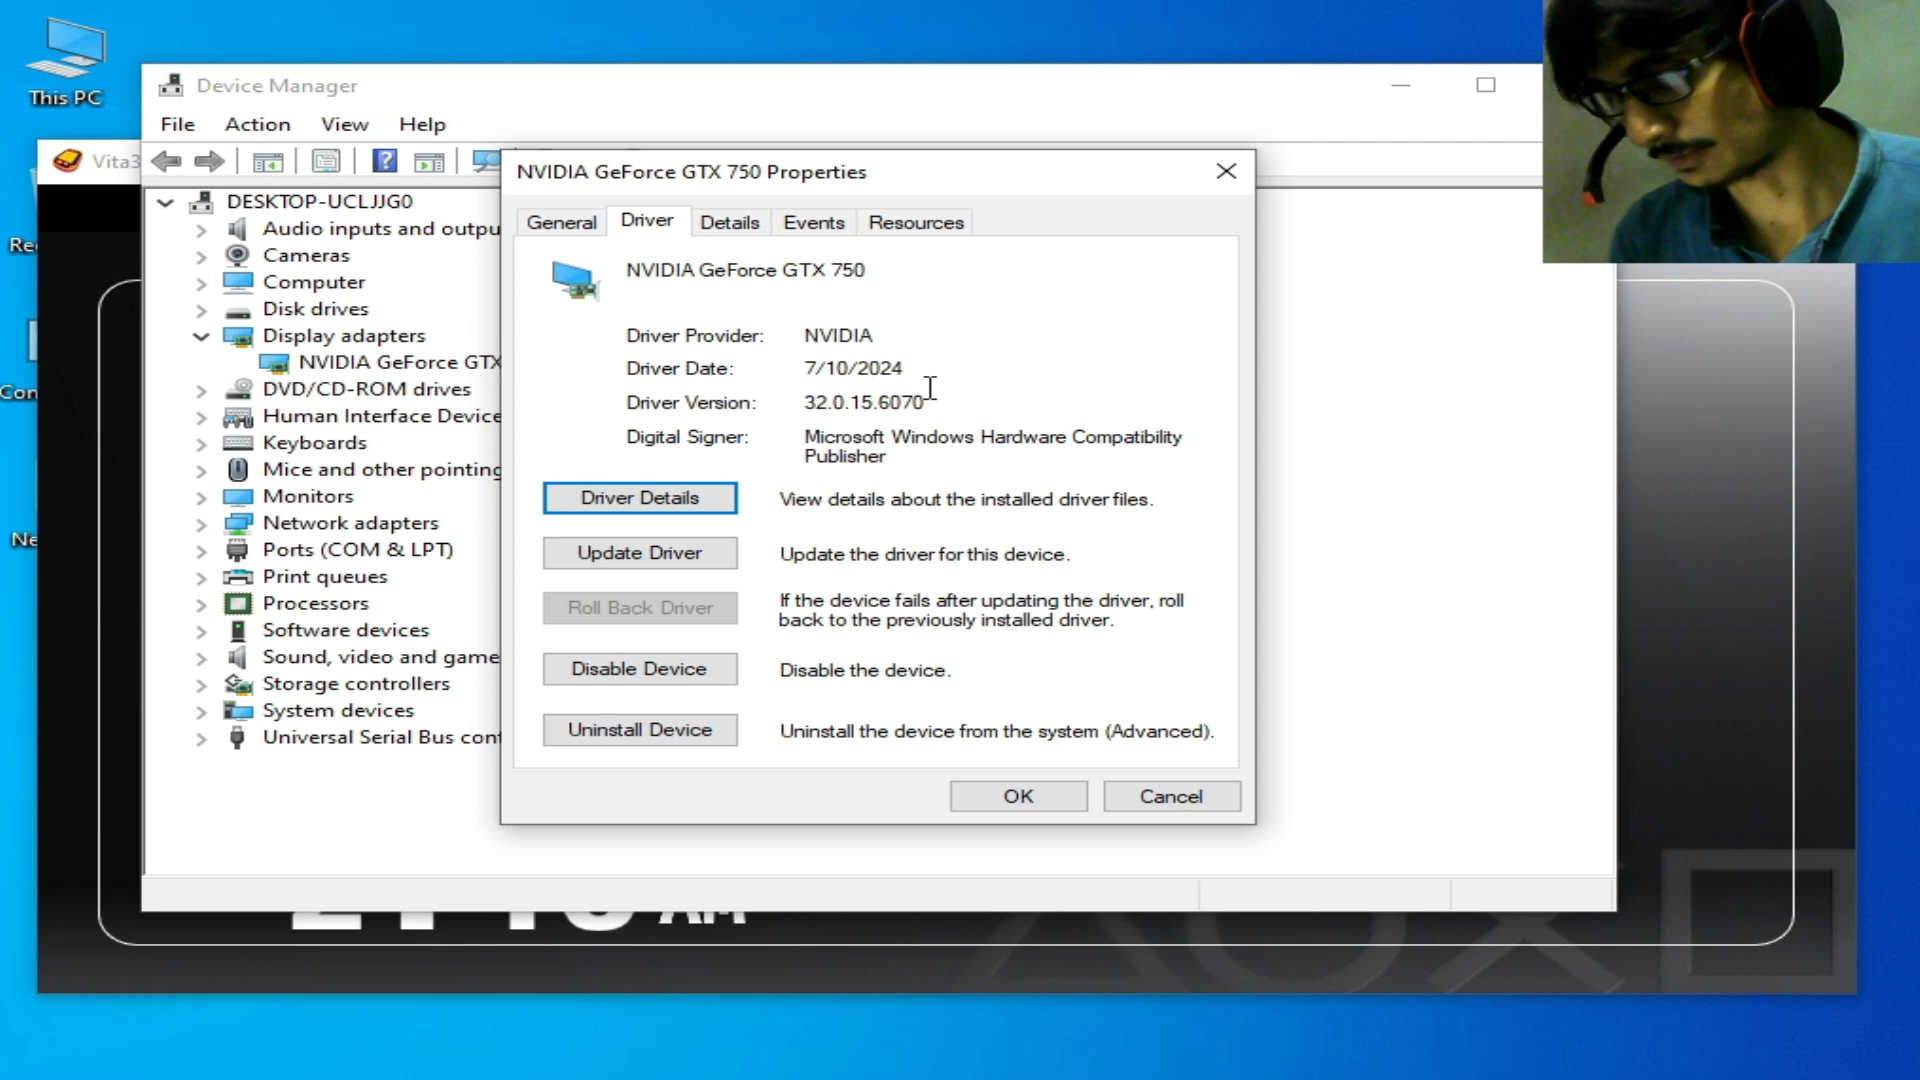 This PC
Device Manager
File Action View Help
Vita3
NVIDIA GeForce GTX 750 Properties
DESKTOP-UCLJJG0
Audio inputs and outpu
Cameras
Computer
Disk drives
Display adapters
NVIDIA GeForce GTX
DVD/CD-ROM drives
Human Interface Device
Keyboards
Mice and other pointing
Monitors
Network adapters
Ports (COM & LPT)
Print queues
Processors
Software devices
Sound, video and game
Storage controllers
System devices
Universal Serial Bus con
General Driver Details Events Resources
NVIDIA GeForce GTX 750
Driver Provider: NVIDIA
Driver Date: 7/10/2024
Driver Version: 32.0.15.6070
Digital Signer: Microsoft Windows Hardware Compatibility
Publisher
Driver Details View details about the installed driver files.
Update Driver Update the driver for this device.
Roll Back Driver If the device fails after updating the driver, roll
back to the previously installed driver.
Disable Device Disable the device.
Uninstall Device Uninstall the device from the system (Advanced).
OK Cancel
Re
Con
Ne
AM